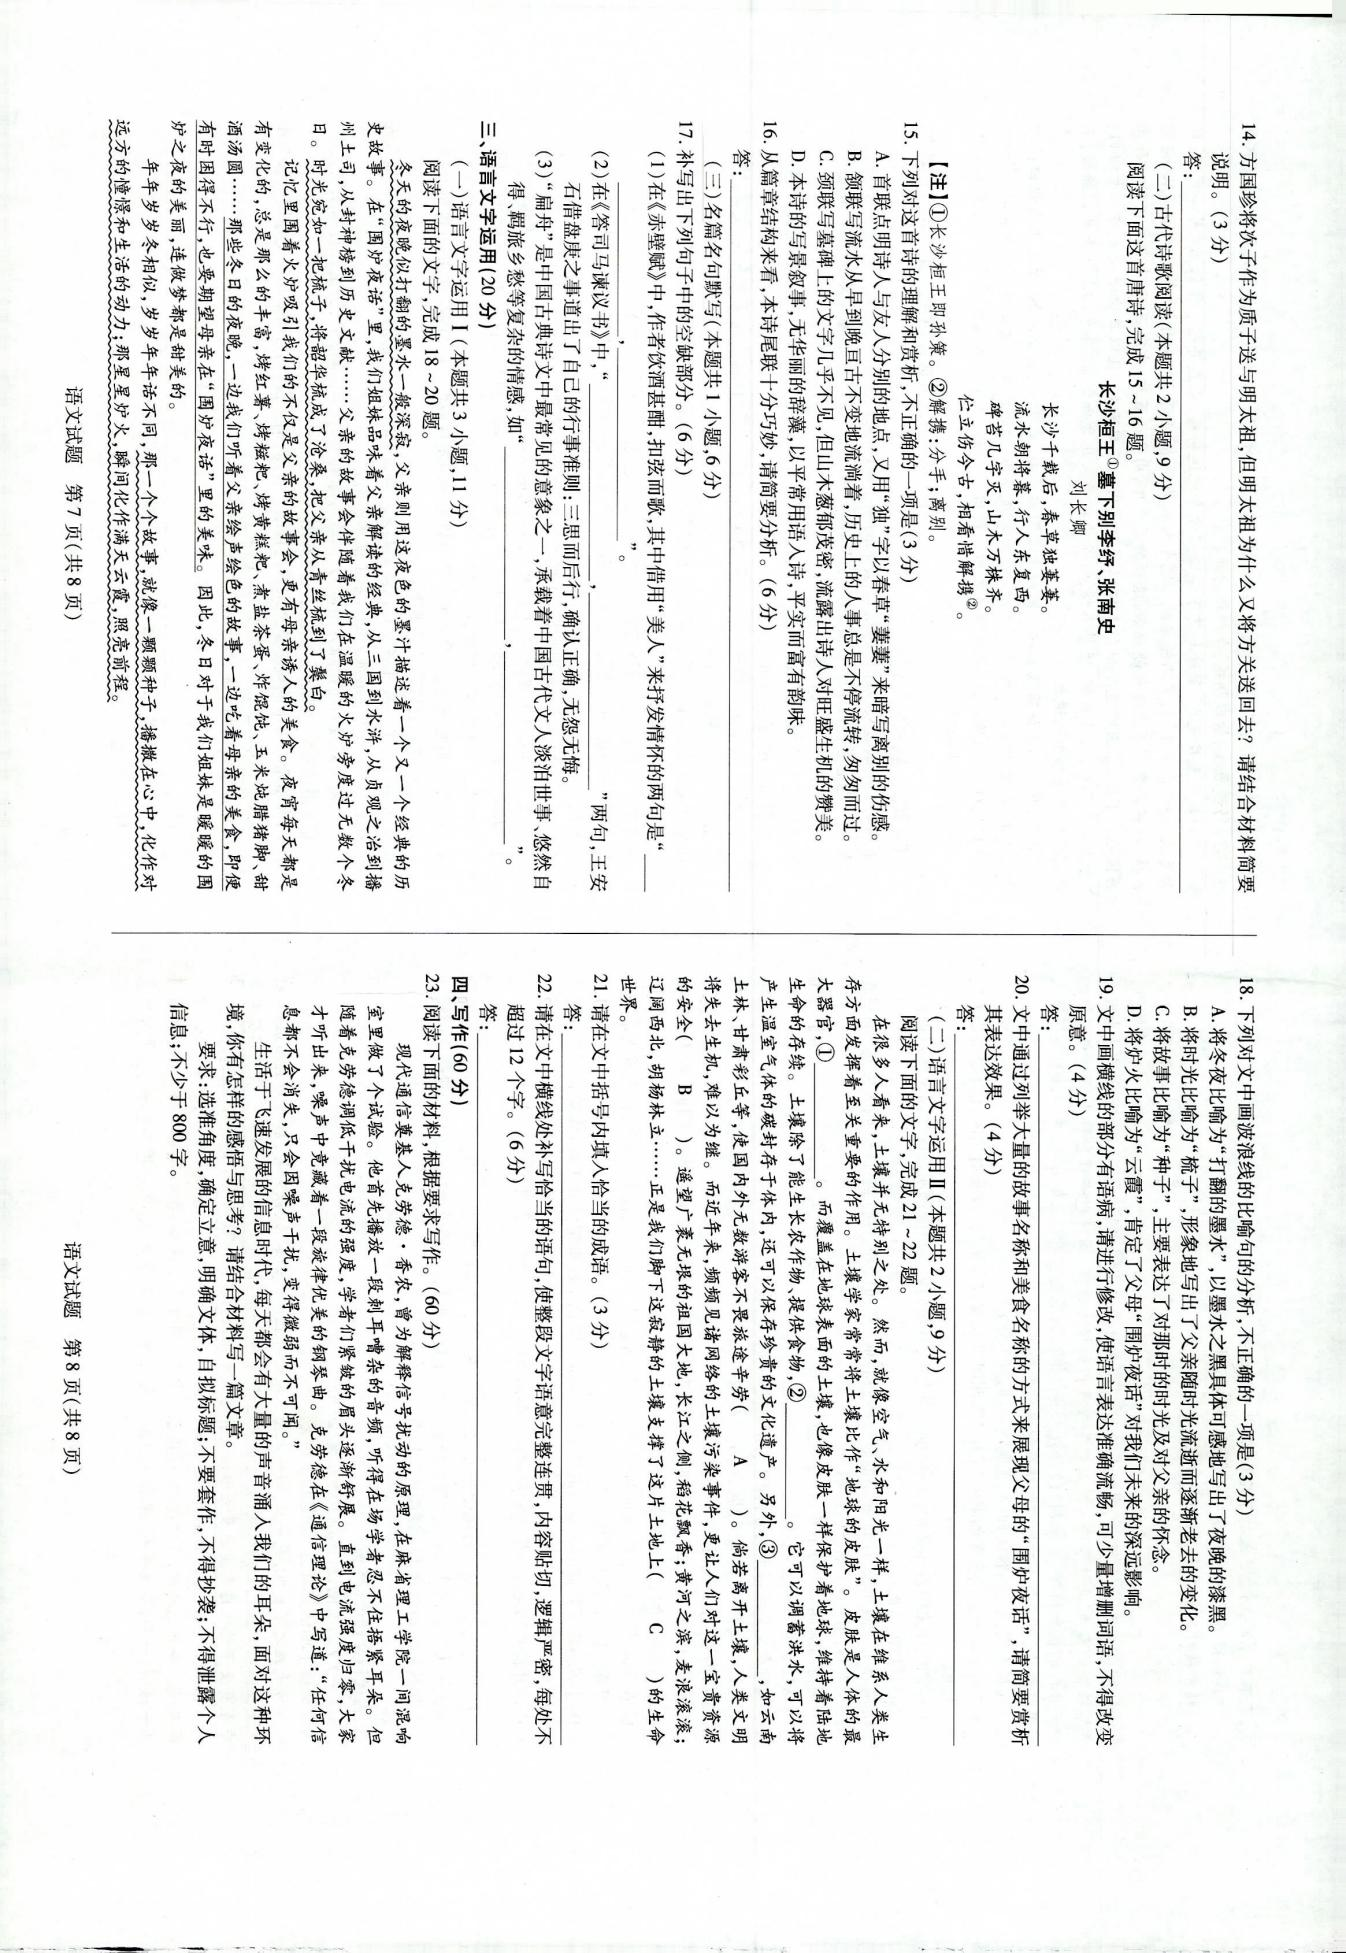 14. 方国珍将次子作为质子送与明太祖,但明太祖为什么又将方关送回去?请结合材料简要
说明。(3分)
答:
(二)古代诗歌阅读(本题共2小题,9分)
阅读下面这首唐诗,完成15~16题。
长沙桓王①墓下别李纾、张南史
刘长卿
长沙千载后,春草独萋萋。
流水朝将暮,行人东复西。
碑苔几字灭,山木万株齐。
伫立伤今古,相看惜解携②。
【注】①长沙桓王即孙策。②解携:分手;离别。
15. 下列对这首诗的理解和赏析,不正确的一项是(3分)
A. 首联点明诗人与友人分别的地点,又用“独”字以春草“萋萋”来暗写离别的伤感。
B. 颔联写流水从早到晚亘古不变地流淌着,历史上的人事总是不停流转,匆匆而过。
C. 颈联写墓碑上的文字几乎不见,但山木葱郁茂密,流露出诗人对旺盛生机的赞美。
D. 本诗的写景叙事,无华丽的辞藻,以平常用语入诗,平实而富有韵味。
16. 从篇章结构来看,本诗尾联十分巧妙,请简要分析。(6分)
答:
(三)名篇名句默写(本题共1小题,6分)
17. 补写出下列句子中的空缺部分。(6分)
(1)在《赤壁赋》中,作者饮酒甚酣,扣弦而歌,其中借用“美人”来抒发情怀的两句是“
,”。
(2)在《答司马谏议书》中,“,”两句,王安
石借盘庚之事道出了自己的行事准则:三思而后行,确认正确,无怨无悔。
(3)“扁舟”是中国古典诗文中最常见的意象之一,承载着中国古代文人淡泊世事、悠然自
得、羁旅乡愁等复杂的情感,如“,”。
三、语言文字运用(20分)
(一)语言文字运用Ⅰ(本题共3小题,11分)
阅读下面的文字,完成18~20题。
冬天的夜晚似打翻的墨水一般深寂,父亲则用这夜色的墨汁描述着一个又一个经典的历
史故事。在“围炉夜话”里,我们姐妹品味着父亲解读的经典,从三国到水浒,从贞观之治到播
州土司,从封神榜到历史文献……父亲的故事会伴随着我们在温暖的火炉旁度过无数个冬
日。时光宛如一把梳子,将韶华梳成了沧桑,把父亲从青丝梳到了鬓白。
记忆里围着火炉吸引我们的不仅是父亲的故事会,更有母亲诱人的美食。夜宵每天都是
有变化的,总是那么的丰富,烤红薯、烤糍粑、烤黄糕粑、煮盐茶蛋、炸馄饨、玉米炖腊猪脚、甜
酒汤圆……那些冬日的夜晚,一边我们听着父亲绘声绘色的故事,一边吃着母亲的美食,即便
有时困得不行,也要期望母亲在“围炉夜话”里的美味。因此,冬日对于我们姐妹是暖暖的围
炉之夜的美丽,连做梦都是甜美的。
年年岁岁冬相似,岁岁年年话不同,那一个个故事,就像一颗颗种子,播撒在心中,化作对
远方的憧憬和生活的动力;那星星炉火,瞬间化作满天云霞,照亮前程。
语文试题 第7页(共8页)
18. 下列对文中画波浪线的比喻句的分析,不正确的一项是(3分)
A. 将冬夜比喻为“打翻的墨水”,以墨水之黑具体可感地写出了夜晚的漆黑。
B. 将时光比喻为“梳子”,形象地写出了父亲随时光流逝而逐渐老去的变化。
C. 将故事比喻为“种子”,主要表达了对那时的时光及对父亲的怀念。
D. 将炉火比喻为“云霞”,肯定了父母“围炉夜话”对我们未来的深远影响。
19. 文中画横线的部分有语病,请进行修改,使语言表达准确流畅,可少量增删词语,不得改变
原意。(4分)
答:
20. 文中通过列举大量的故事名称和美食名称的方式来展现父母的“围炉夜话”,请简要赏析
其表达效果。(4分)
答:
(二)语言文字运用Ⅱ(本题共2小题,9分)
阅读下面的文字,完成21~22题。
在很多人看来,土壤并无特别之处。然而,就像空气、水和阳光一样,土壤在维系人类生
存方面发挥着至关重要的作用。土壤学家常常将土壤比作“地球的皮肤”。皮肤是人体的最
大器官,①。而覆盖在地球表面的土壤,也像皮肤一样保护着地球,维持着陆地
生命的存续。土壤除了能生长农作物、提供食物,②。它可以调蓄洪水,可以将
产生温室气体的碳封存于体内,还可以保存珍贵的文化遗产。另外,③,如云南
土林、甘肃彩丘等,使国内外无数游客不畏旅途辛劳( A )。倘若离开土壤,人类文明
将失去生机,难以为继。而近年来,频频见诸网络的土壤污染事件,更让人们对这一宝贵资源
的安全( B )。遥望广袤无垠的祖国大地,长江之侧,稻花飘香;黄河之滨,麦浪滚滚;
辽阔西北,胡杨林立……正是我们脚下这寂静的土壤支撑了这片土地上( C )的生命
世界。
21. 请在文中括号内填入恰当的成语。(3分)
答:
22. 请在文中横线处补写恰当的语句,使整段文字语意完整连贯,内容贴切,逻辑严密,每处不
超过12个字。(6分)
答:
四、写作(60分)
23. 阅读下面的材料,根据要求写作。(60分)
现代通信奠基人克劳德·香农,曾为解释信号扰动的原理,在麻省理工学院一间混响
室里做了个试验。他首先播放一段刺耳嘈杂的音频,听得在场学者忍不住捂紧耳朵。但
随着克劳德调低干扰电流的强度,学者们紧皱的眉头逐渐舒展。直到电流强度归零,大家
才听出来,噪声中竟藏着一段旋律优美的钢琴曲。克劳德在《通信理论》中写道:“任何信
息都不会消失,只会因噪声干扰,变得微弱而不可闻。”
生活于飞速发展的信息时代,每天都会有大量的声音涌入我们的耳朵,面对这种环
境,你有怎样的感悟与思考?请结合材料写一篇文章。
要求:选准角度,确定立意,明确文体,自拟标题;不要套作,不得抄袭;不得泄露个人
信息;不少于800字。
语文试题 第8页(共8页)